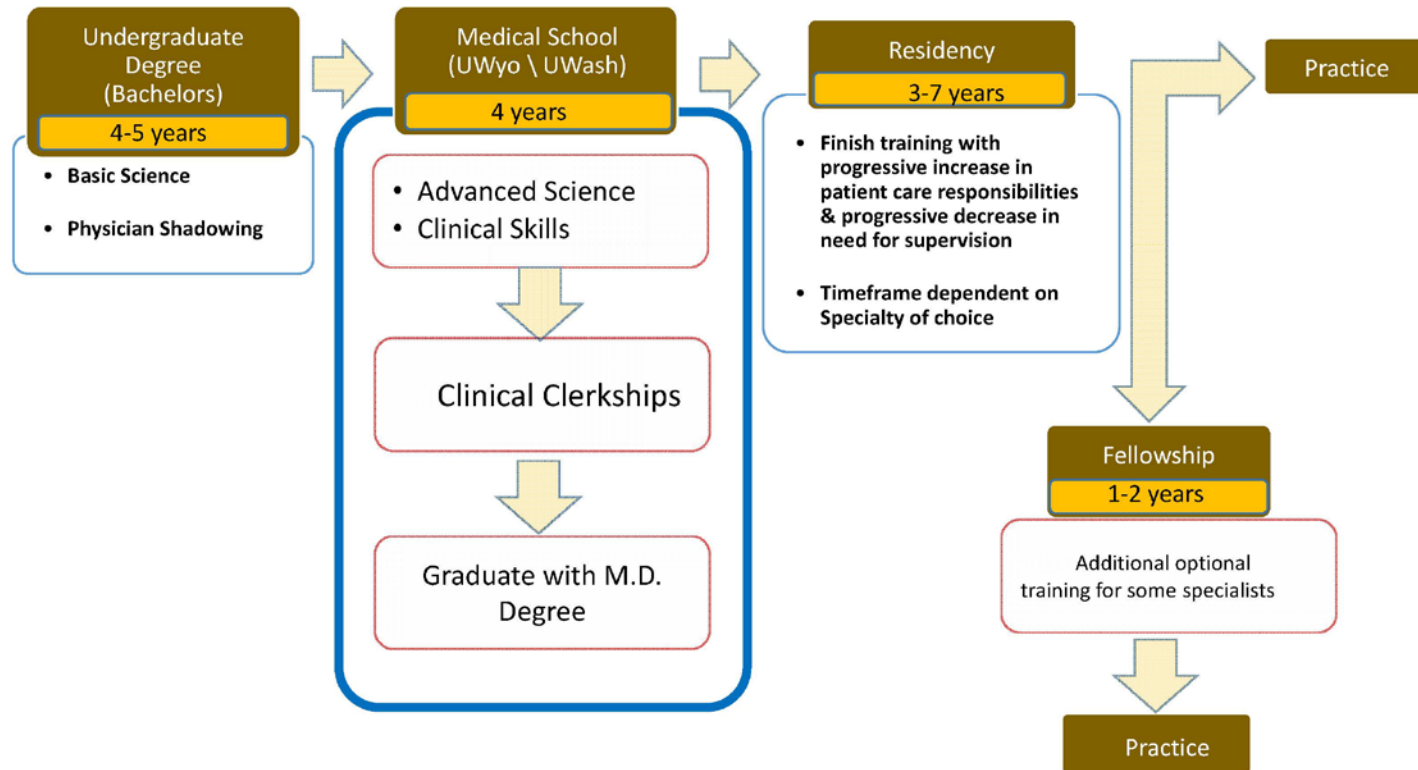 Undergraduate
Degree
(Bachelors)
4-5 years
• Basic Science
• Physician Shadowing
Medical School
(UWyo \ UWash)
4 years
• Advanced Science
• Clinical Skills
Clinical Clerkships
Graduate with M.D.
Degree
Residency
3-7 years
• Finish training with
progressive increase in
patient care responsibilities
& progressive decrease in
need for supervision
• Timeframe dependent on
Specialty of choice
Practice
Fellowship
1-2 years
Additional optional
training for some specialists
Practice